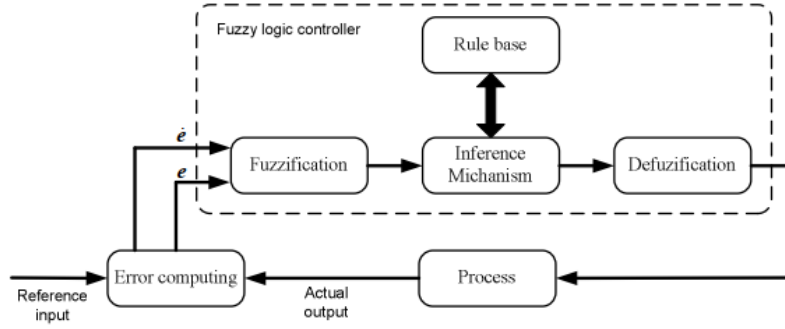 Fuzzy logic controller
Rule base
ė
Fuzzification
Inference
Michanism
Defuzification
e
Error computing
Process
Reference
input
Actual
output